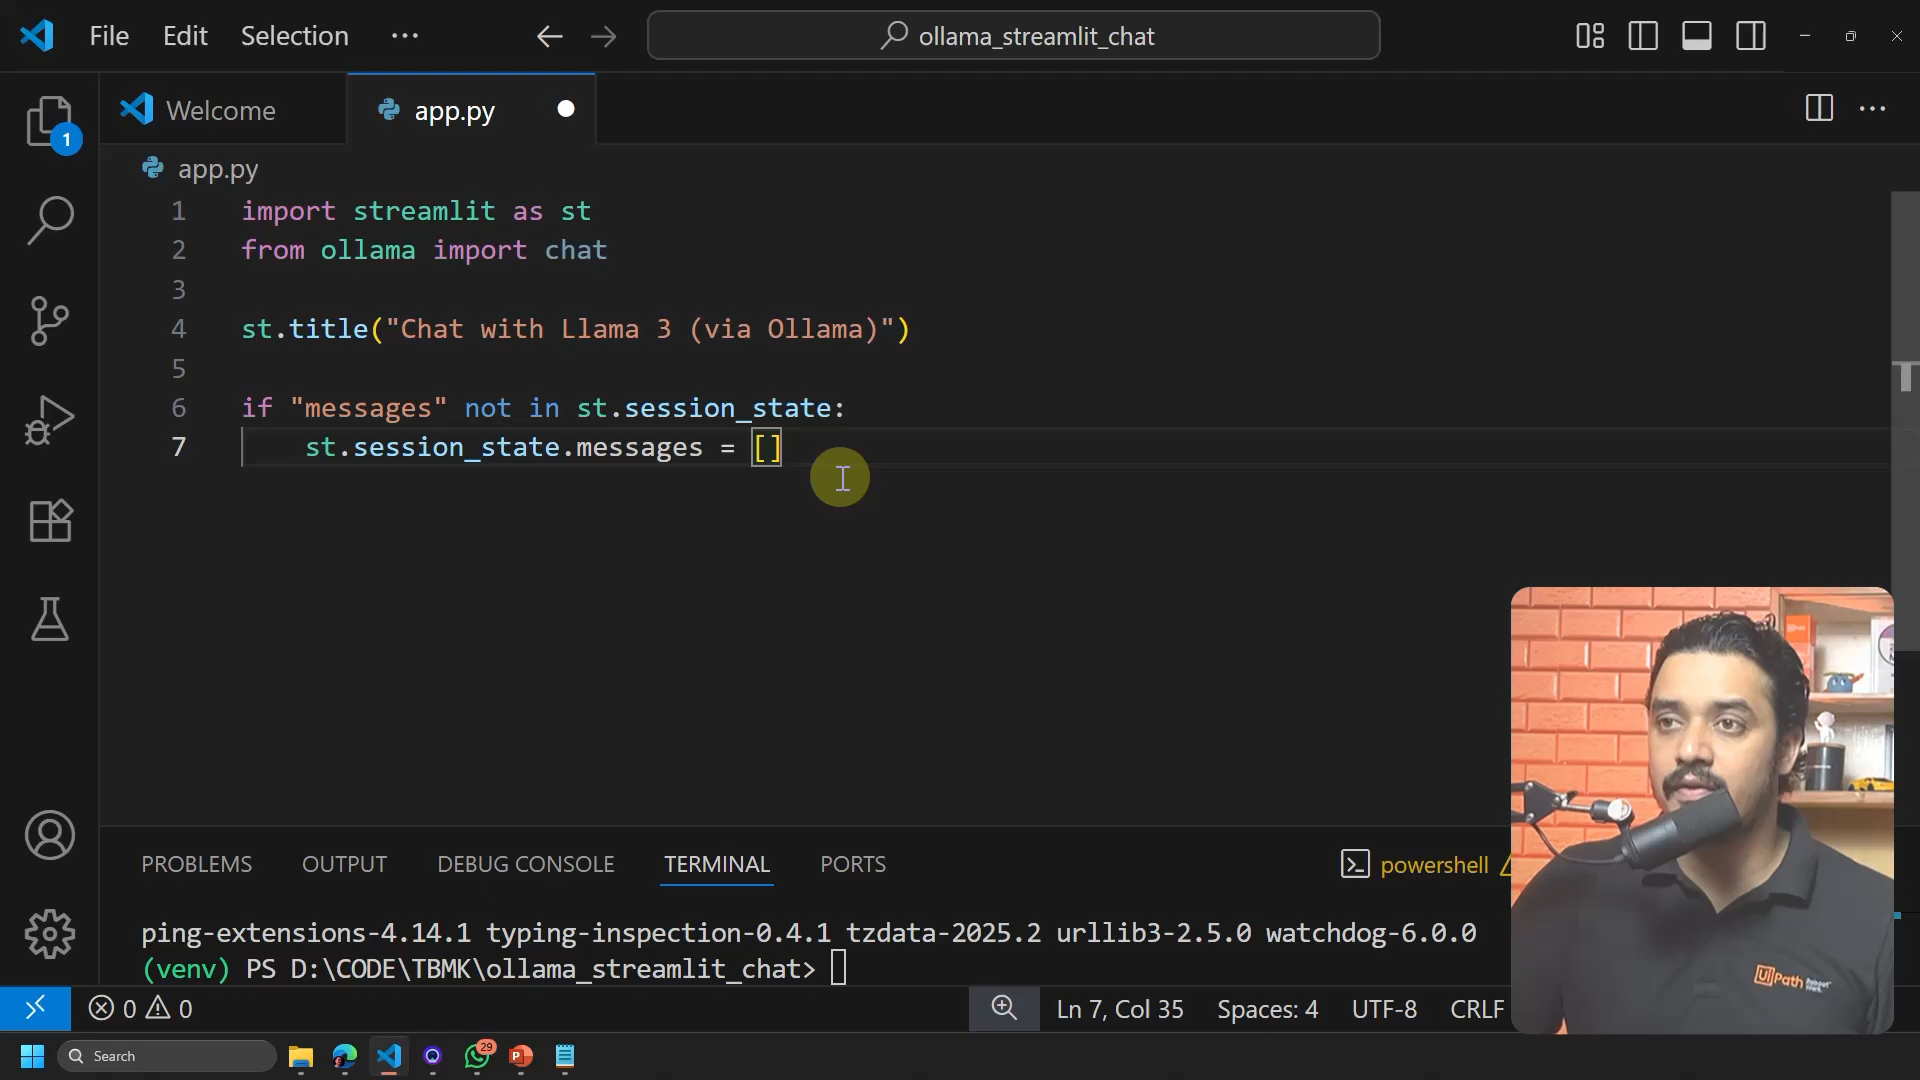 File Edit Selection ··· ollama_streamlit_chat
Welcome app.py
1
app.py
1 import streamlit as st
2 from ollama import chat
3
4 st.title("Chat with Llama 3 (via Ollama)")
5
6 if "messages" not in st.session_state:
7 st.session_state.messages = []
PROBLEMS OUTPUT DEBUG CONSOLE TERMINAL PORTS powershell
ping-extensions-4.14.1 typing-inspection-0.4.1 tzdata-2025.2 urllib3-2.5.0 watchdog-6.0.0
(venv) PS D:\CODE\TBMK\ollama_streamlit_chat>
UiPath
0 0 Ln 7, Col 35 Spaces: 4 UTF-8 CRLF
Search 29